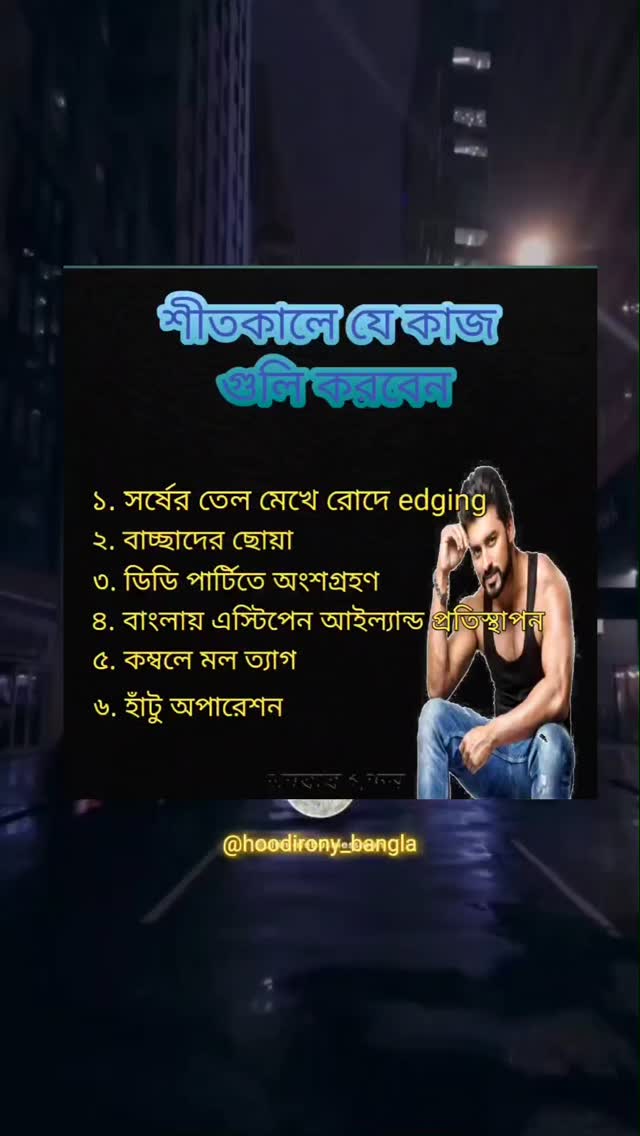 শীতকালে যে কাজ
গুলি করবেন
১. সর্ষের তেল মেখে রোদে edging
২. বাচ্ছাদের ছোয়া
৩. ডিডি পার্টিতে অংশগ্রহণ
৪. বাংলায় এস্টিপেন আইল্যান্ড প্রতিস্থাপন
৫. কম্বলে মল ত্যাগ
৬. হাঁটু অপারেশন
@hoodirony_bangla